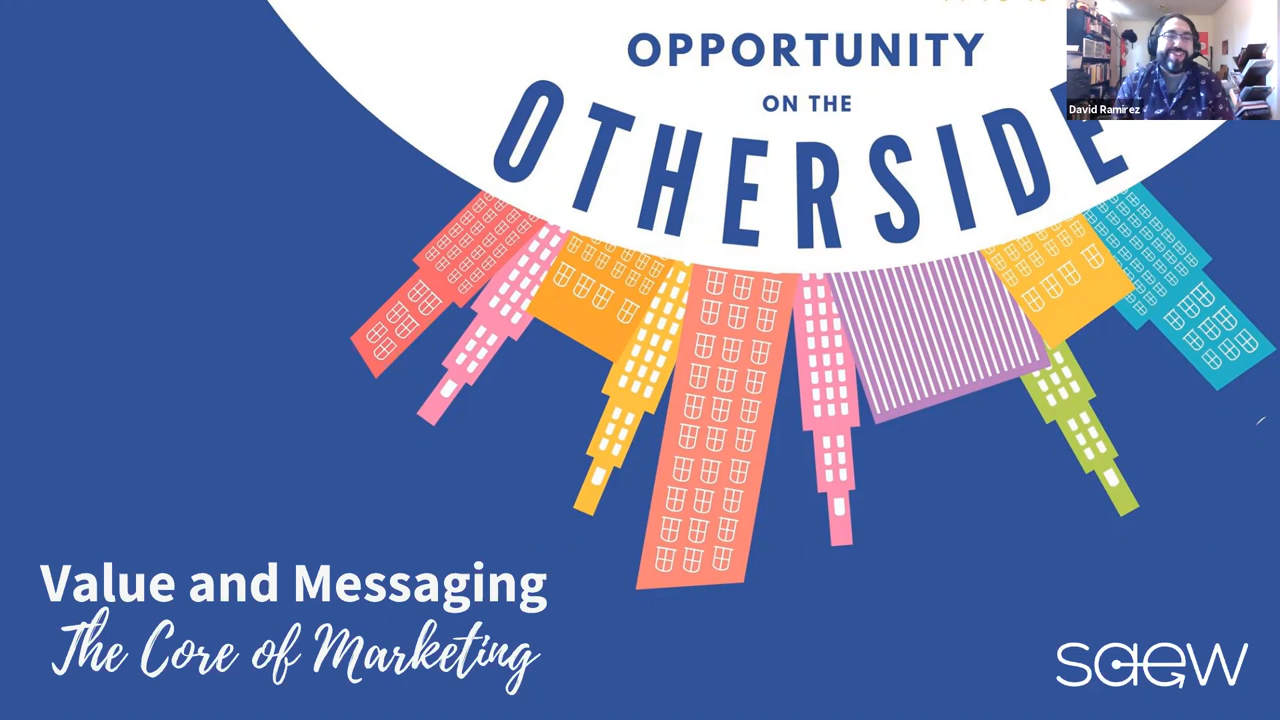 OPPORTUNITY
ON THE
OTHERSIDE
David Ramirez
Value and Messaging
The Core of Marketing
saew